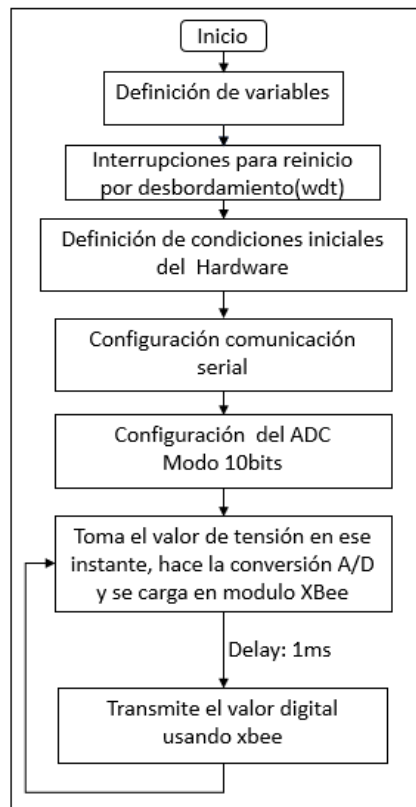 Inicio
Definición de variables
Interrupciones para reinicio
por desbordamiento(wdt)
Definición de condiciones iniciales
del Hardware
Configuración comunicación
serial
Configuración del ADC
Modo 10bits
Toma el valor de tensión en ese
instante, hace la conversión A/D
y se carga en modulo XBee
Delay: 1ms
Transmite el valor digital
usando xbee